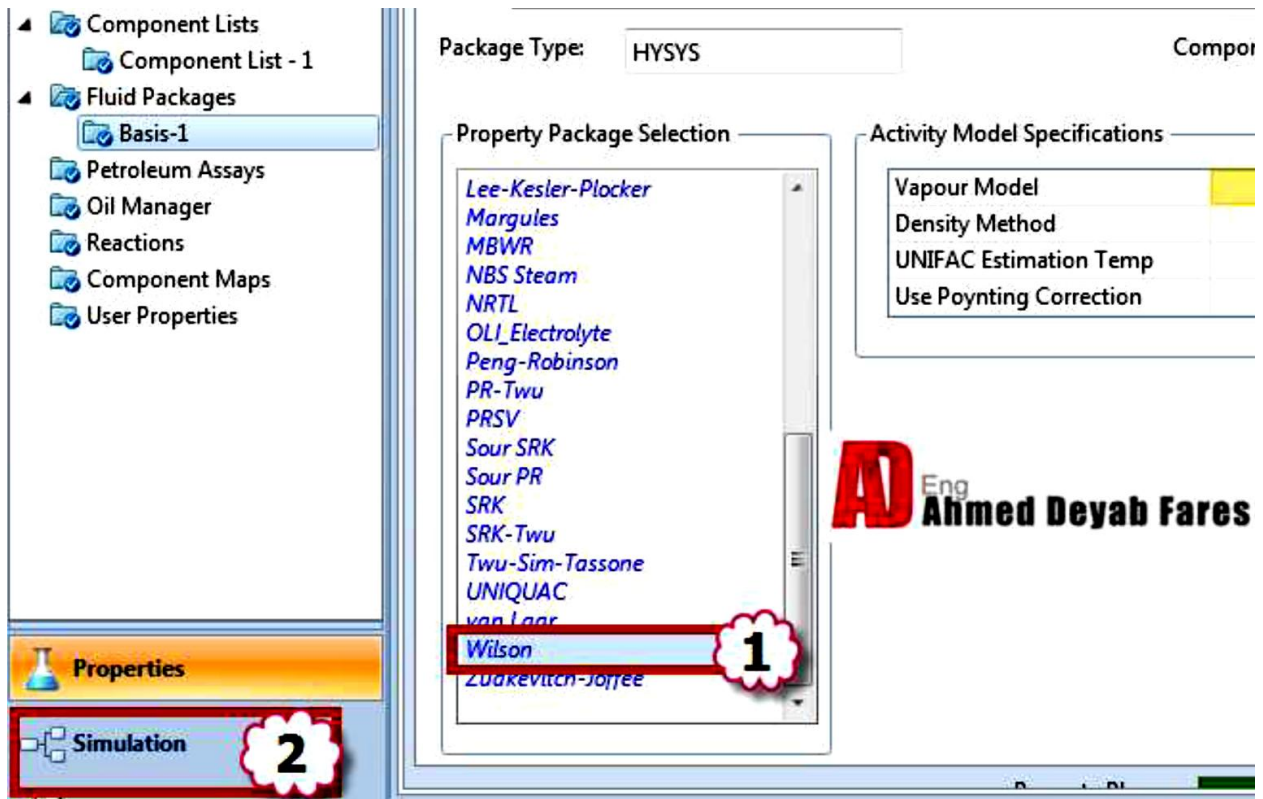 Component Lists
Component List - 1
Fluid Packages
Basis-1
Petroleum Assays
Oil Manager
Reactions
Component Maps
User Properties
Properties
Simulation
2
Package Type:
HYSYS
Compor
Property Package Selection
Lee-Kesler-Plocker
Margules
MBWR
NBS Steam
NRTL
OLI_Electrolyte
Peng-Robinson
PR-Twu
PRSV
Sour SRK
Sour PR
SRK
SRK-Twu
Twu-Sim-Tassone
UNIQUAC
van Laar
Wilson
1
Zudkevitch-Joffee
Activity Model Specifications
Vapour Model
Density Method
UNIFAC Estimation Temp
Use Poynting Correction
AD
Eng
Ahmed Deyab Fares